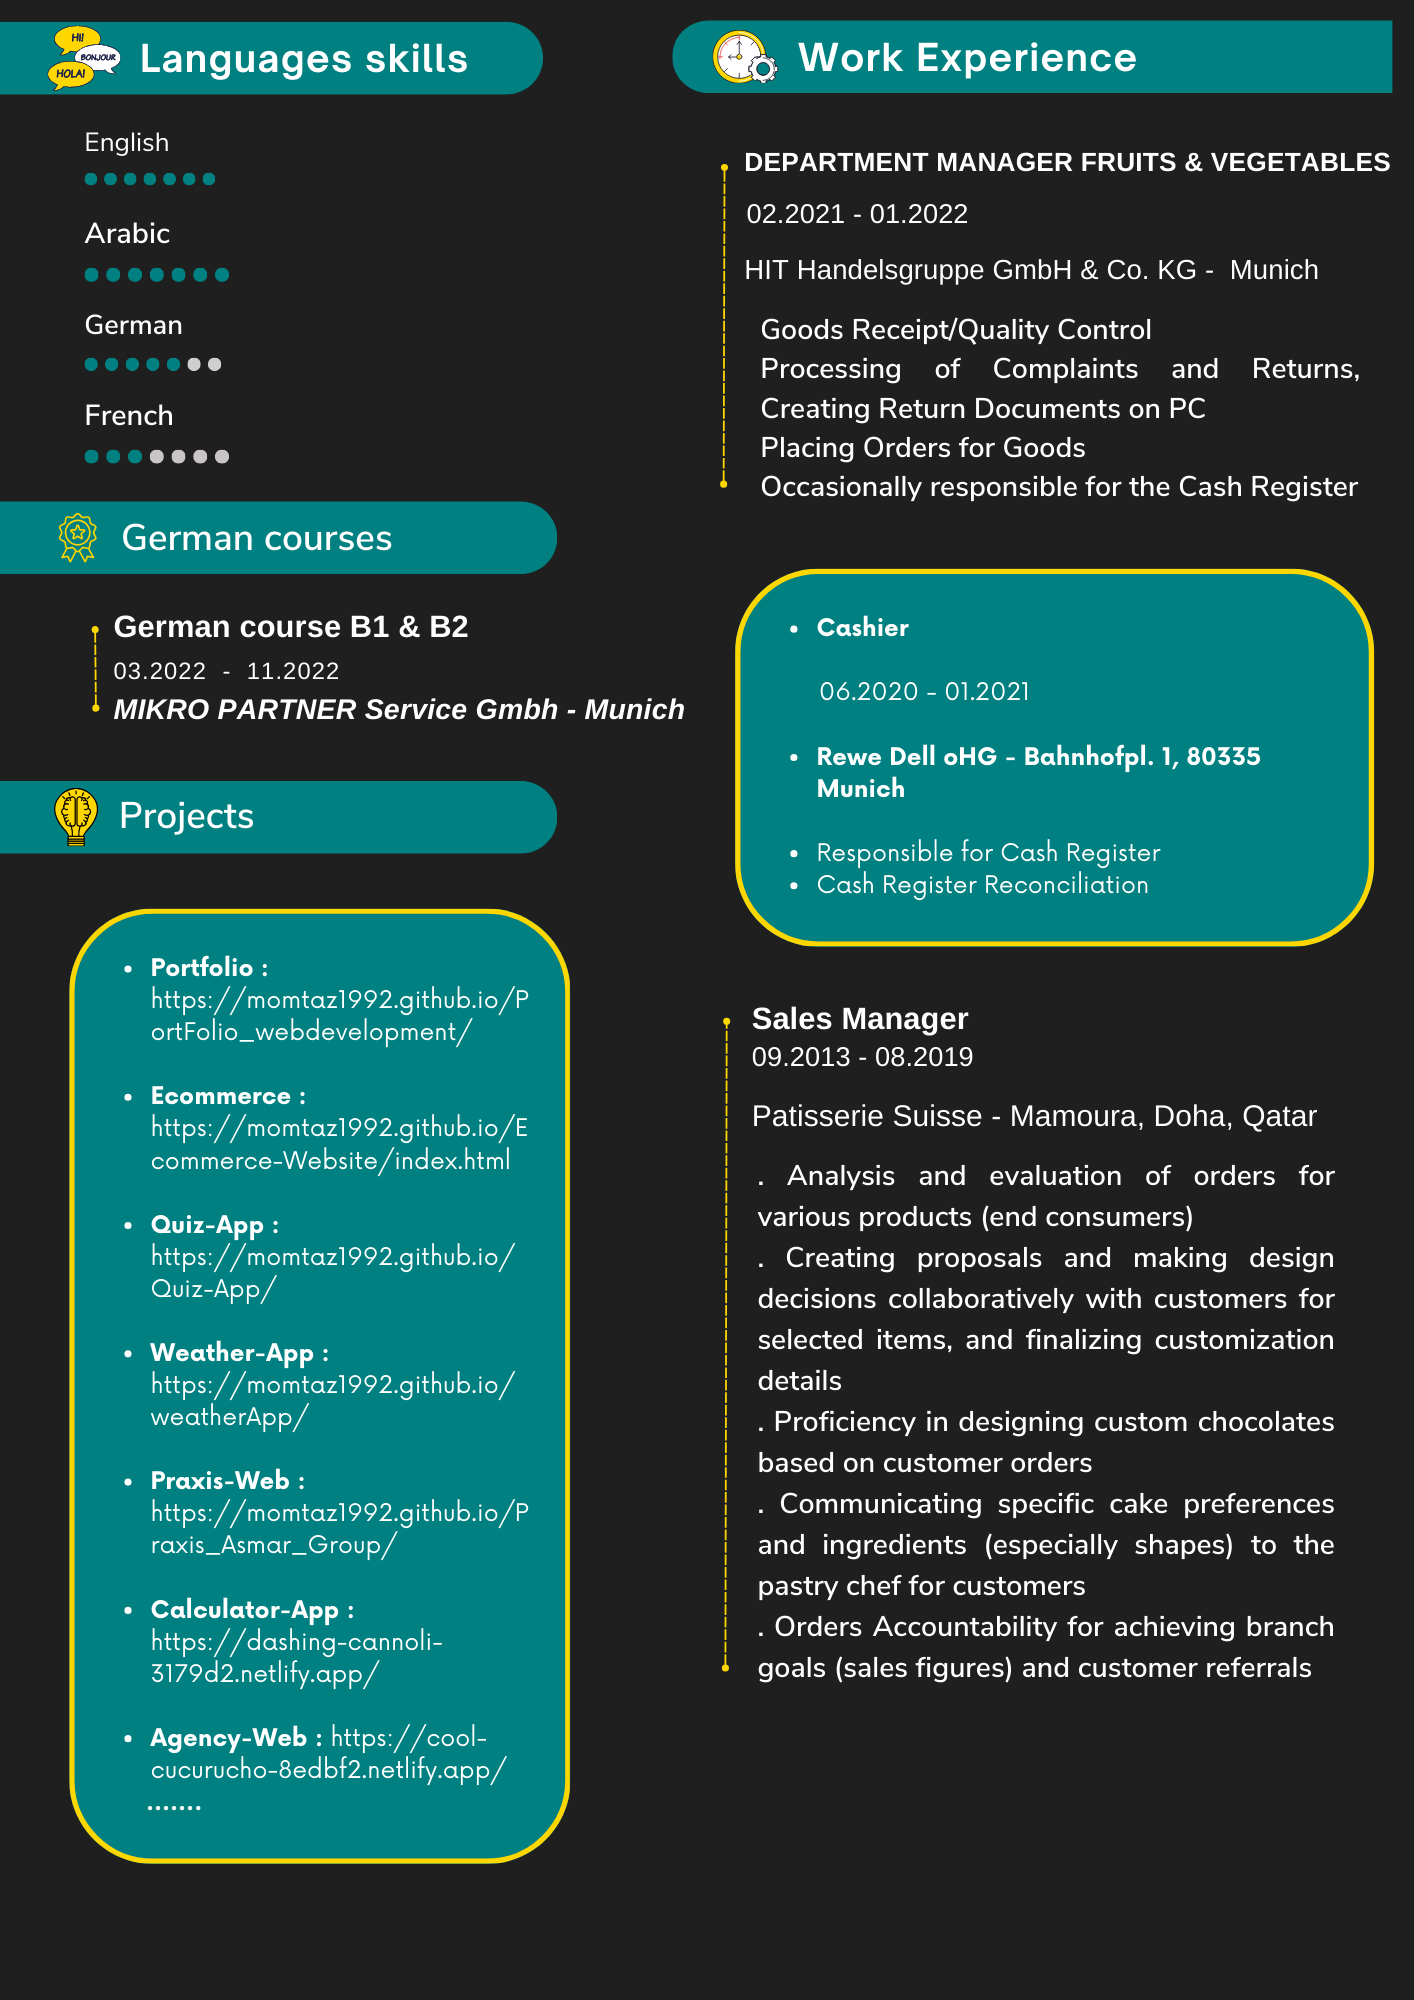 HI!
BONJOUR
HOLA!
Languages skills
English
Arabic
German
French
German courses
German course B1 & B2
03.2022 - 11.2022
MIKRO PARTNER Service Gmbh - Munich
Projects
• Portfolio :
https://momtaz1992.github.io/P
ortFolio_webdevelopment/
• Ecommerce :
https://momtaz1992.github.io/E
commerce-Website/index.html
• Quiz-App :
https://momtaz1992.github.io/
Quiz-App/
• Weather-App :
https://momtaz1992.github.io/
weatherApp/
• Praxis-Web :
https://momtaz1992.github.io/P
raxis_Asmar_Group/
• Calculator-App :
https://dashing-cannoli-
3179d2.netlify.app/
• Agency-Web : https://cool-
cucurucho-8edbf2.netlify.app/
.......
Work Experience
DEPARTMENT MANAGER FRUITS & VEGETABLES
02.2021 - 01.2022
HIT Handelsgruppe GmbH & Co. KG - Munich
Goods Receipt/Quality Control
Processing of Complaints and Returns,
Creating Return Documents on PC
Placing Orders for Goods
Occasionally responsible for the Cash Register
• Cashier
06.2020 - 01.2021
• Rewe Dell oHG - Bahnhofpl. 1, 80335
Munich
• Responsible for Cash Register
• Cash Register Reconciliation
Sales Manager
09.2013 - 08.2019
Patisserie Suisse - Mamoura, Doha, Qatar
. Analysis and evaluation of orders for
various products (end consumers)
. Creating proposals and making design
decisions collaboratively with customers for
selected items, and finalizing customization
details
. Proficiency in designing custom chocolates
based on customer orders
. Communicating specific cake preferences
and ingredients (especially shapes) to the
pastry chef for customers
. Orders Accountability for achieving branch
goals (sales figures) and customer referrals